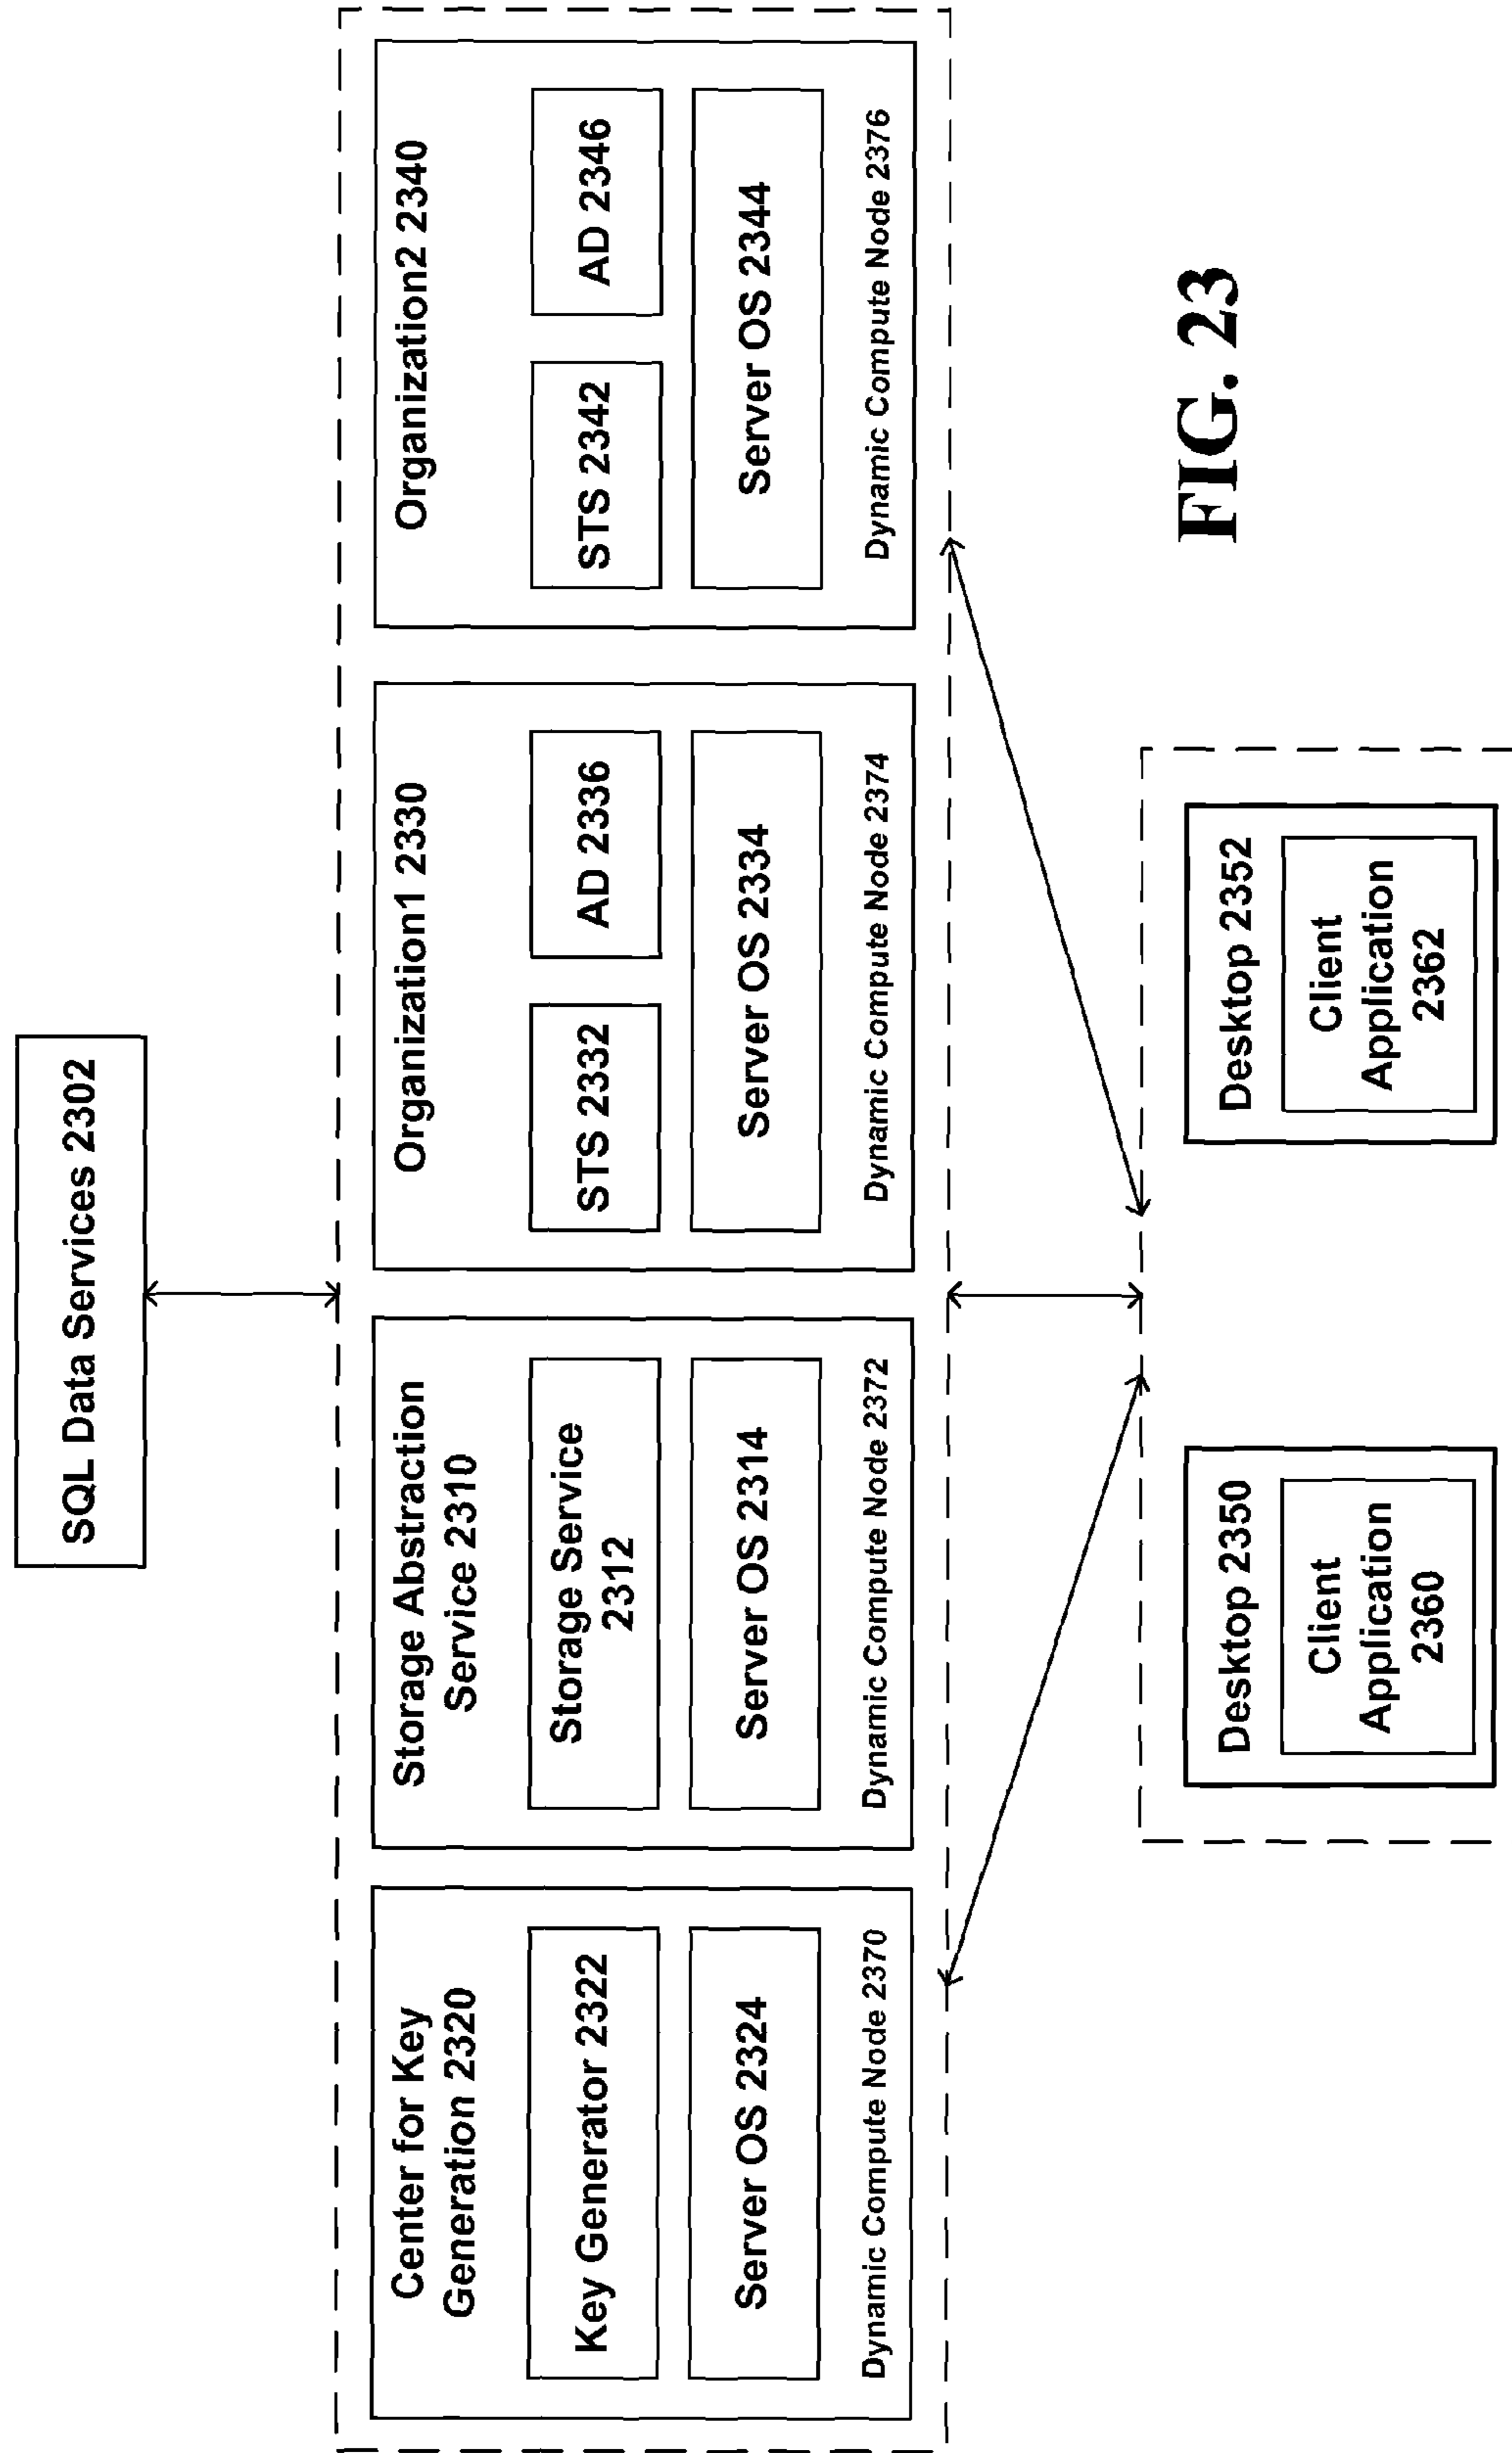 SQL Data Services 2302
Center for Key
Generation 2320
Key Generator 2322
Server OS 2324
Dynamic Compute Node 2370
Storage Abstraction
Service 2310
Storage Service
2312
Server OS 2314
Dynamic Compute Node 2372
Organization1 2330
STS 2332
AD 2336
Server OS 2334
Dynamic Compute Node 2374
Organization2 2340
STS 2342
AD 2346
Server OS 2344
Dynamic Compute Node 2376
Desktop 2350
Client
Application
2360
Desktop 2352
Client
Application
2362
FIG. 23